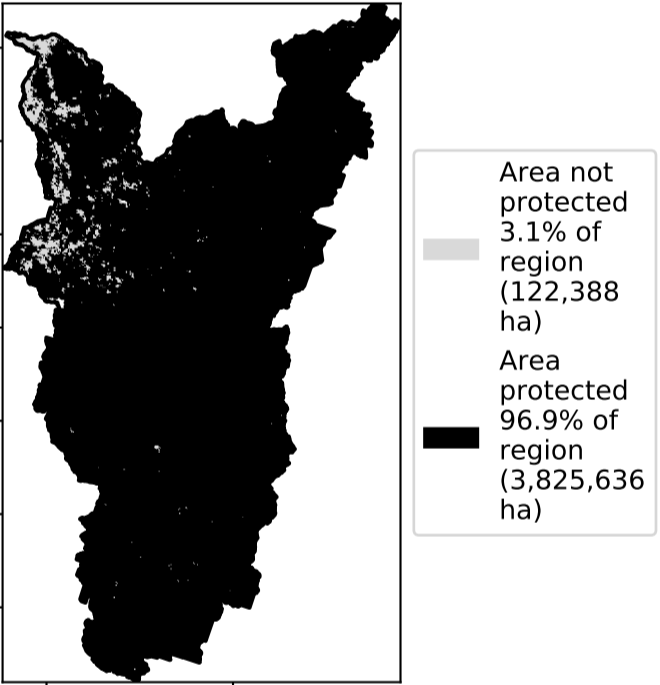 Area not
protected
3.1% of
region
(122,388
ha)
Area
protected
96.9% of
region
(3,825,636
ha)